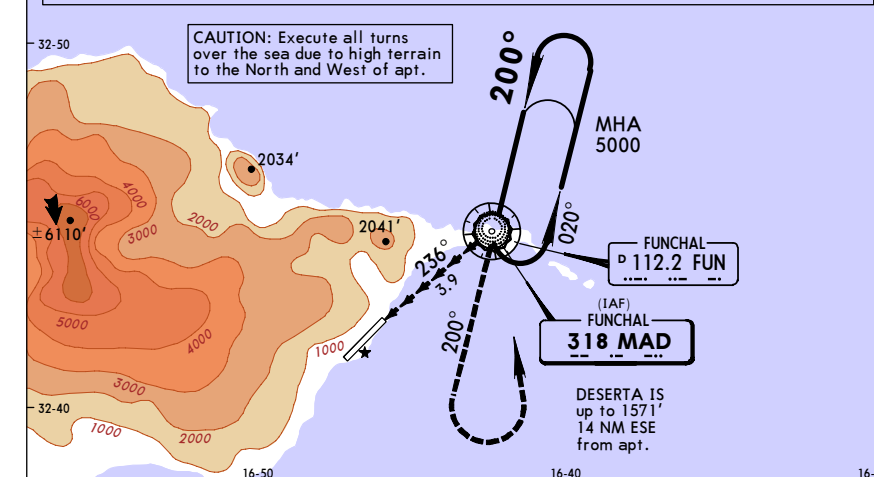 32-50
CAUTION: Execute all turns
over the sea due to high terrain
to the North and West of apt.
200°
MHA
5000
2034'
4000
6000
2000
3000
±6110'
2041'
236°
3.9
020°
FUNCHAL
D 112.2 FUN
(IAF)
FUNCHAL
318 MAD
200°
5000
4000
1000
3000
DESERTA IS
up to 1571'
14 NM ESE
from apt.
32-40
1000
2000
16-50
16-40
16-